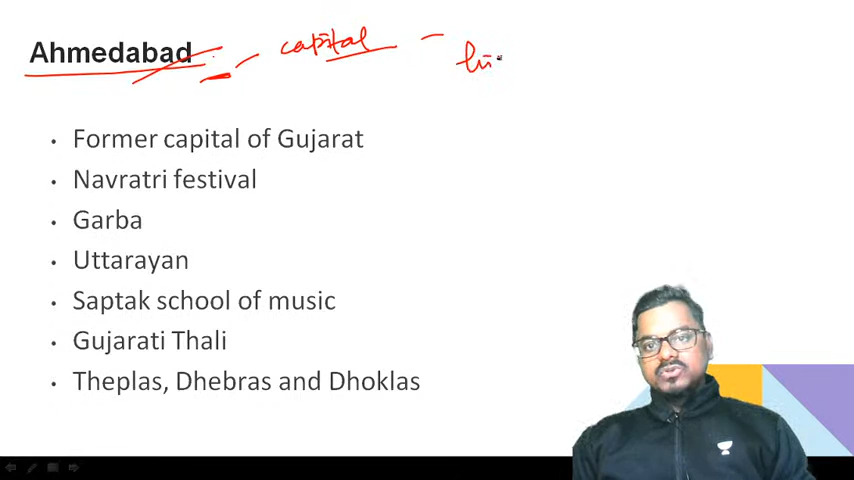 Ahmedabad capital
• Former capital of Gujarat
• Navratri festival
• Garba
• Uttarayan
• Saptak school of music
• Gujarati Thali
• Theplas, Dhebras and Dhoklas